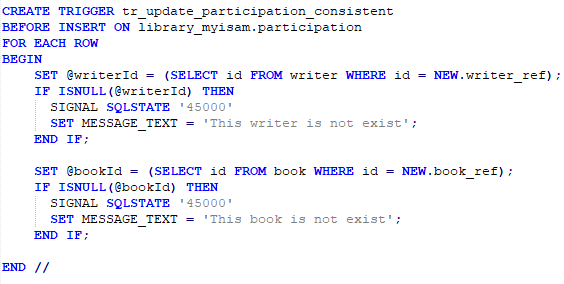 CREATE TRIGGER tr_update_participation_consistent
BEFORE INSERT ON library_myisam.participation
FOR EACH ROW
BEGIN
    SET @writerId = (SELECT id FROM writer WHERE id = NEW.writer_ref);
    IF ISNULL(@writerId) THEN
      SIGNAL SQLSTATE '45000'
      SET MESSAGE_TEXT = 'This writer is not exist';
    END IF;

    SET @bookId = (SELECT id FROM book WHERE id = NEW.book_ref);
    IF ISNULL(@bookId) THEN
      SIGNAL SQLSTATE '45000'
      SET MESSAGE_TEXT = 'This book is not exist';
    END IF;

END //